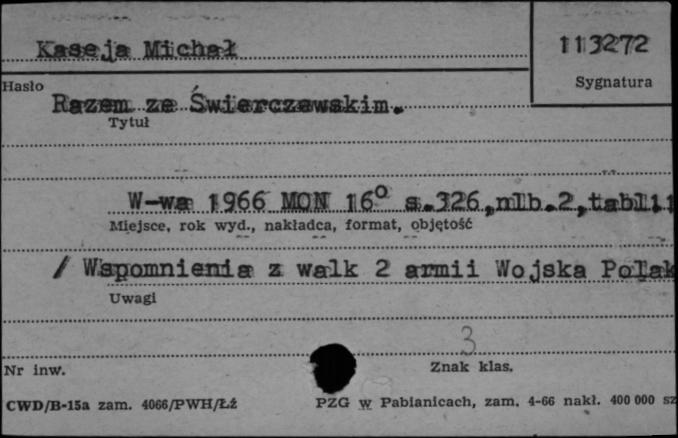 Kaseja Michał
113272
Hasło
Sygnatura
Razem ze Świerczewskim.
Tytuł
W-wa 1966 MON 16° s.326,nlb.2,tabl.
Miejsce, rok wyd., nakładca, format, objętość
/ Wspomnienia z walk 2 armii Wojska Polsk
Uwagi
3
Nr inw.
Znak klas.
CWD/B-15a zam. 4066/PWH/Łż
PZG w Pabianicach, zam. 4-66 nakł. 400 000 sz